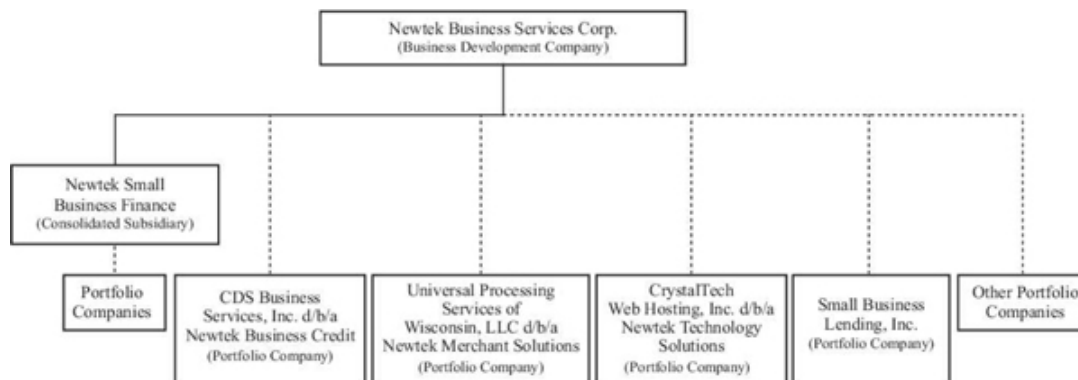 Newtek Business Services Corp.
(Business Development Company)
Newtek Small
Business Finance
(Consolidated Subsidiary)
Portfolio
Companies
CDS Business
Services, Inc. d/b/a
Newtek Business Credit
(Portfolio Company)
Universal Processing
Services of
Wisconsin, LLC d/b/a
Newtek Merchant Solutions
(Portfolio Company)
CrystalTech
Web Hosting, Inc. d/b/a
Newtek Technology
Solutions
(Portfolio Company)
Small Business
Lending, Inc.
(Portfolio Company)
Other Portfolio
Companies